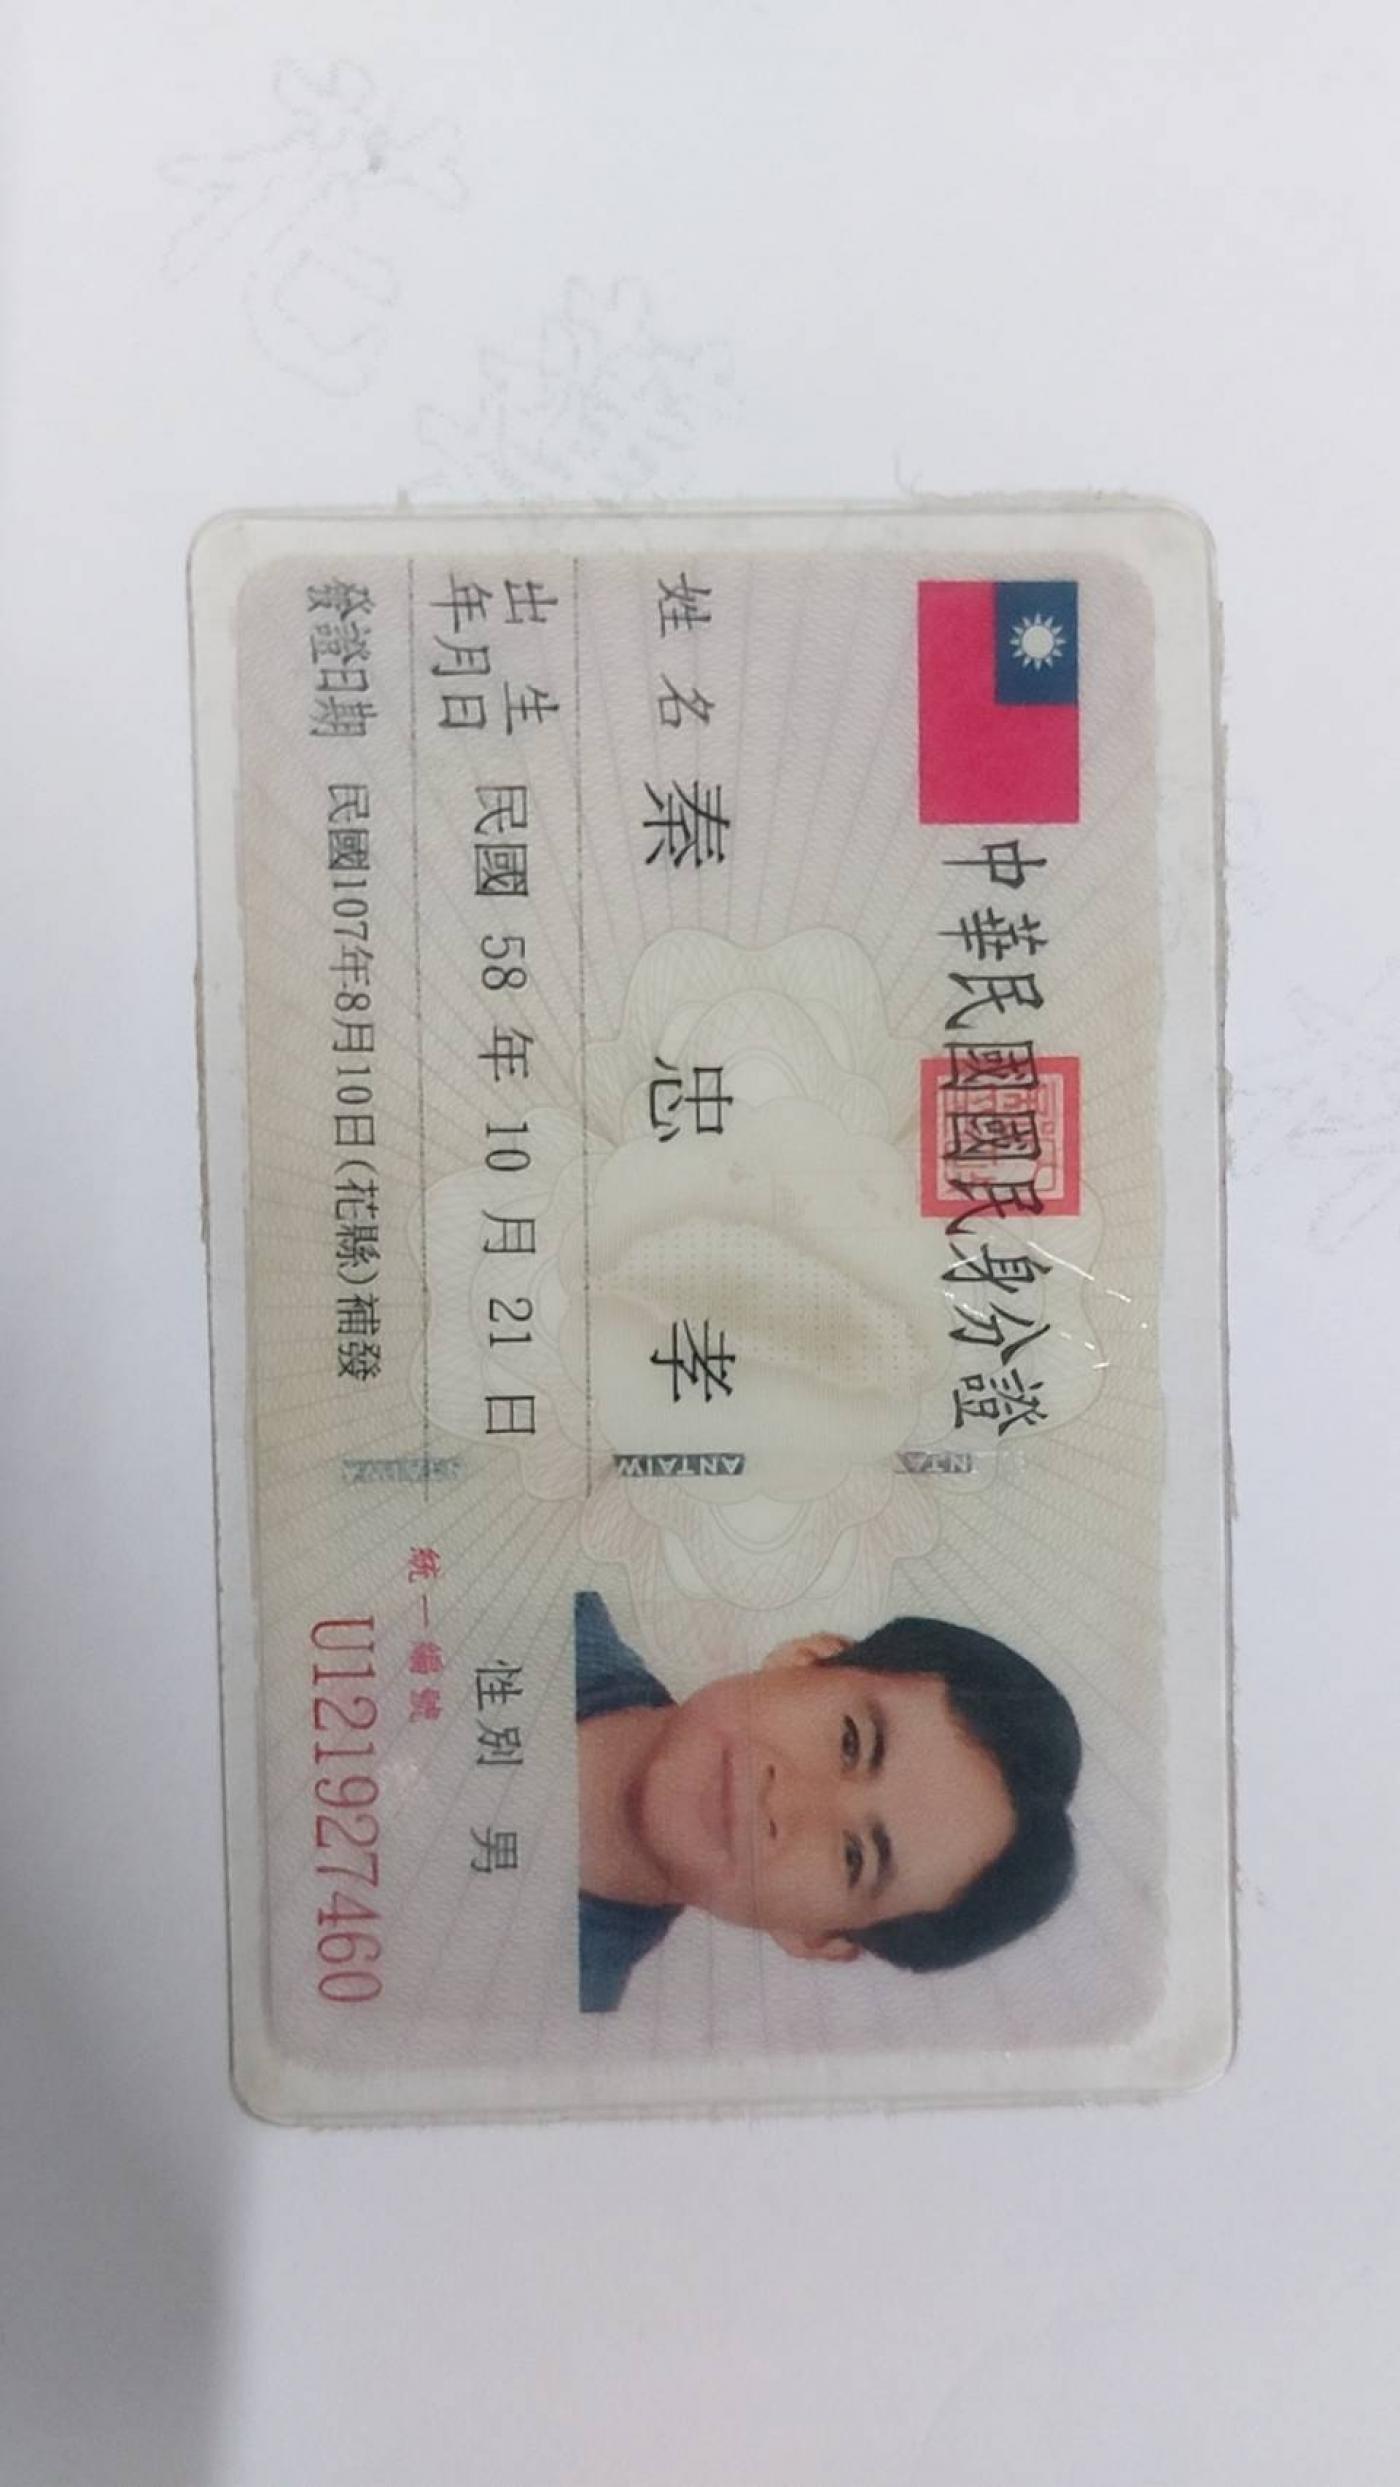 中華民國國民身分證
姓名 秦忠孝
出生年月日 民國 58 年 10 月 21 日
性別 男
發證日期 民國107年8月10日(花縣)補發
統一編號
U121927460